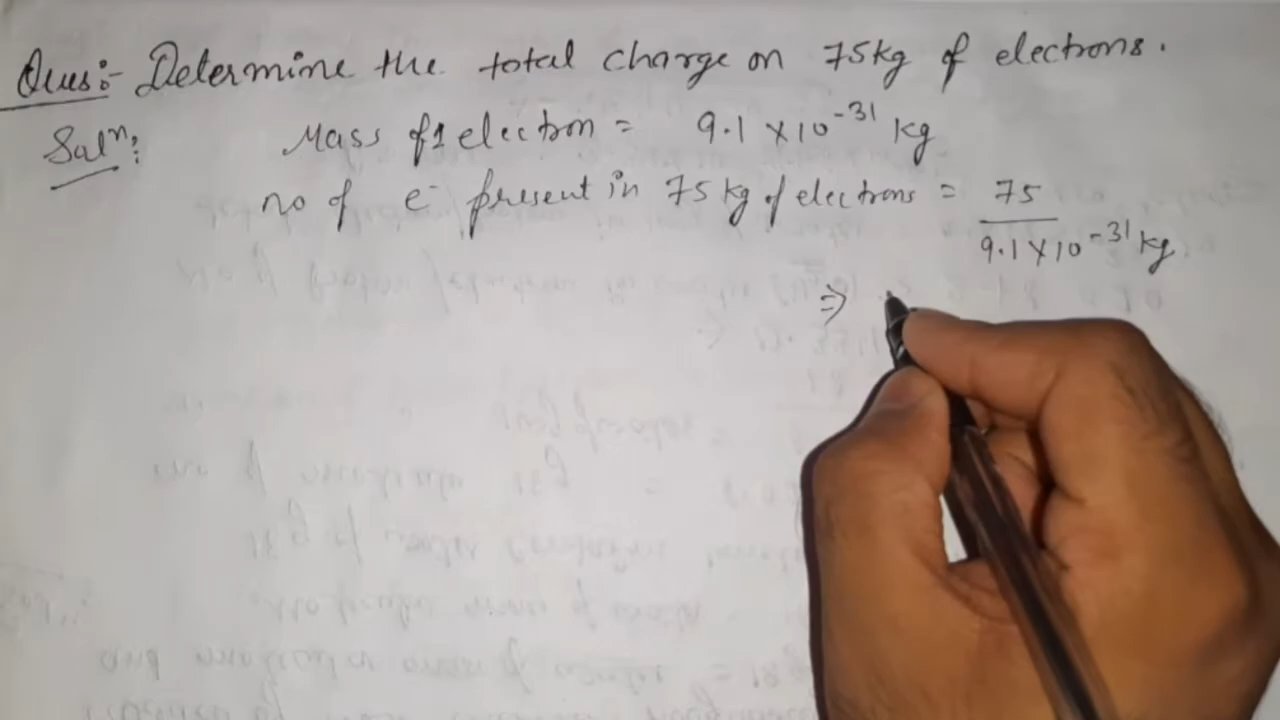 Ques:- Determine the total charge on 75kg of electrons.
Solⁿ: Mass of 1 electron = 9.1 × 10⁻³¹ kg
no of e⁻ present in 75 kg of electrons = 75
9.1 × 10⁻³¹ kg
⇒